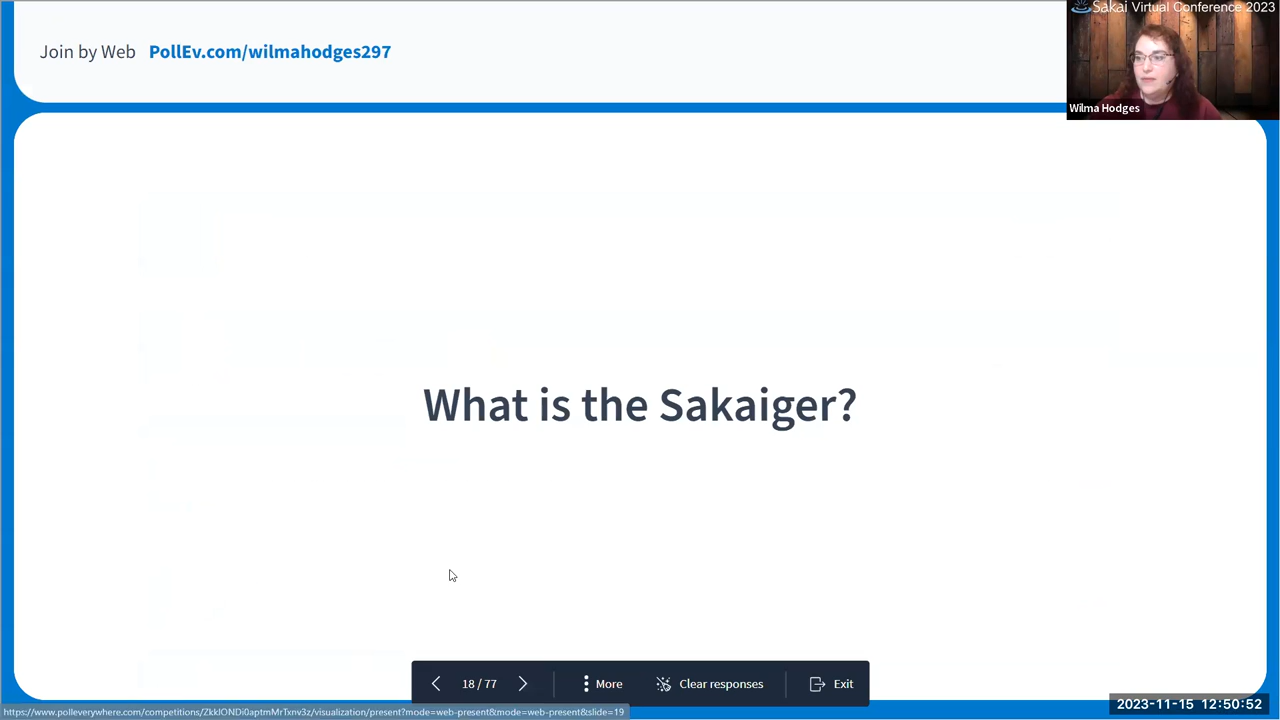 Join by Web PollEv.com/wilmahodges297
Sakai Virtual Conference 2023
Wilma Hodges
What is the Sakaiger?
18 / 77
More
Clear responses
Exit
https://www.polleverywhere.com/competitions/ZkklONDi0aptmMrTxnv3z/visualization/present?mode=web-present&mode=web-present&slide=19
2023-11-15 12:50:52